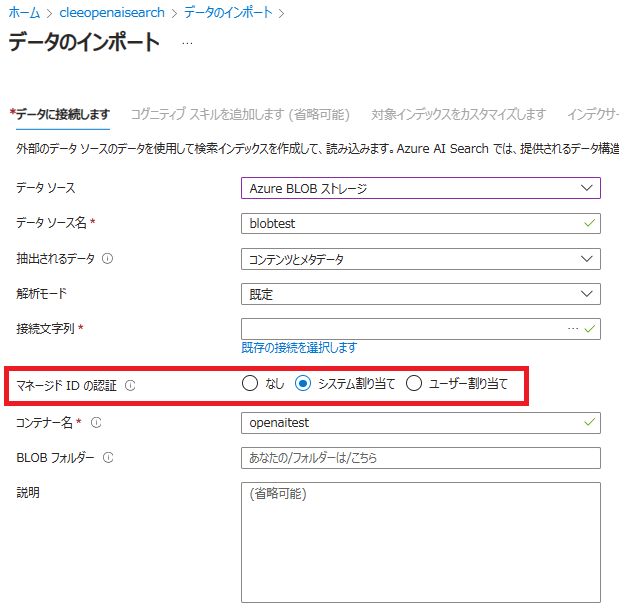 ホーム > cleeopenaisearch > データのインポート >
データのインポート ...
*データに接続します コグニティブ スキルを追加します (省略可能) 対象インデックスをカスタマイズします インデクサー
外部のデータ ソースのデータを使用して検索インデックスを作成して、読み込みます。Azure AI Search では、提供されるデータ構造
データ ソース Azure BLOB ストレージ
データ ソース名 * blobtest
抽出されるデータ コンテンツとメタデータ
解析モード 既定
接続文字列 * ...
既存の接続を選択します
マネージド ID の認証 なし システム割り当て ユーザー割り当て
コンテナー名 * openaitest
BLOB フォルダー あなたの/フォルダーは/こちら
説明 (省略可能)